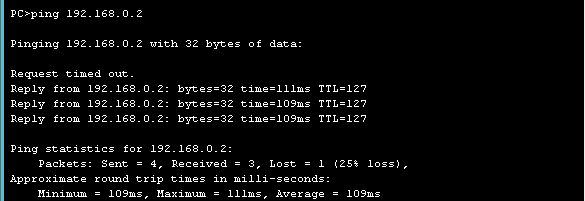 PC>ping 192.168.0.2
Pinging 192.168.0.2 with 32 bytes of data:
Request timed out.
Reply from 192.168.0.2: bytes=32 time=111ms TTL=127
Reply from 192.168.0.2: bytes=32 time=109ms TTL=127
Reply from 192.168.0.2: bytes=32 time=109ms TTL=127
Ping statistics for 192.168.0.2:
Packets: Sent = 4, Received = 3, Lost = 1 (25% loss),
Approximate round trip times in milli-seconds:
Minimum = 109ms, Maximum = 111ms, Average = 109ms